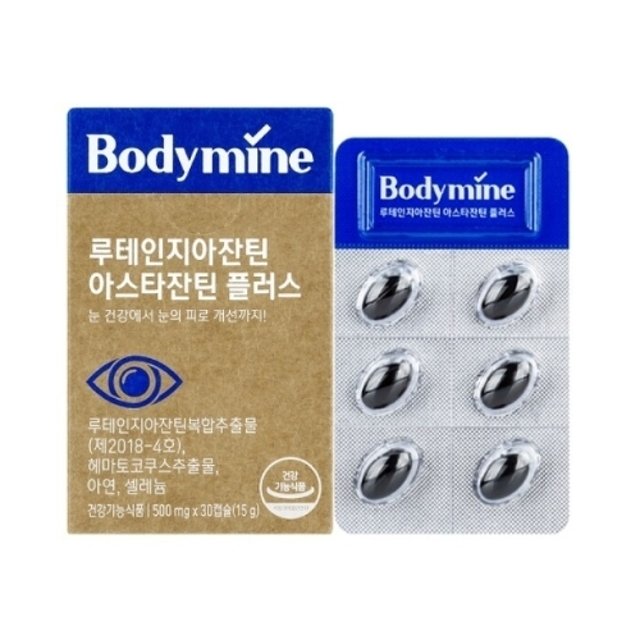 Bodymine
루테인지아잔틴
아스타잔틴 플러스
눈 건강에서 눈의 피로 개선까지!
루테인지아잔틴복합추출물
(제2018-4호),
헤마토코쿠스추출물,
아연, 셀레늄
건강기능식품 | 500 mg x 30캡슐(15 g)
건강
기능식품
Bodymine
루테인지아잔틴 아스타잔틴 플러스